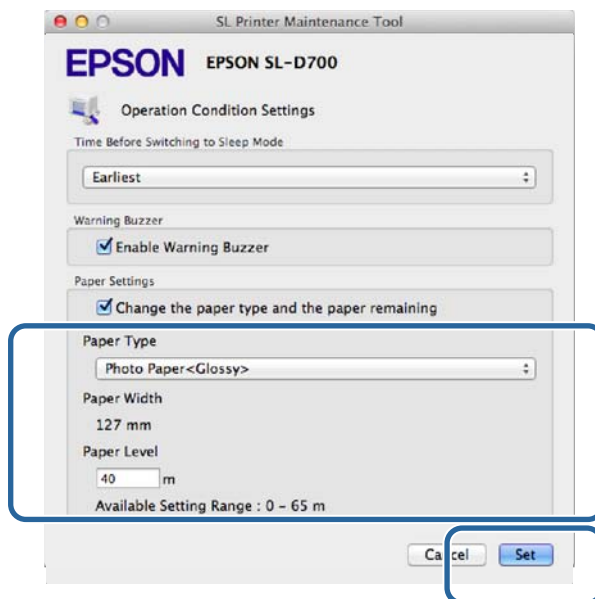 SL Printer Maintenance Tool
EPSON EPSON SL-D700
Operation Condition Settings
Time Before Switching to Sleep Mode
Earliest
Warning Buzzer
Enable Warning Buzzer
Paper Settings
Change the paper type and the paper remaining
Paper Type
Photo Paper<Glossy>
Paper Width
127 mm
Paper Level
40 m
Available Setting Range : 0 – 65 m
Cancel Set